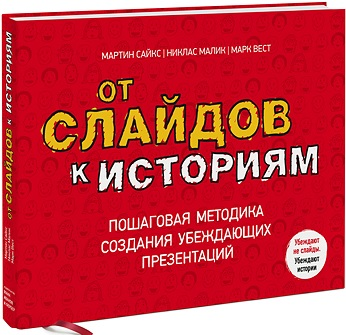 МАРТИН САЙКС | НИКЛАС МАЛИК | МАРК ВЕСТ
ОТ
СЛАЙДОВ
К ИСТОРИЯМ
ПОШАГОВАЯ МЕТОДИКА
СОЗДАНИЯ УБЕЖДАЮЩИХ
ПРЕЗЕНТАЦИЙ
Убеждают
не слайды.
Убеждают
истории
ОТ СЛАЙДОВ К ИСТОРИЯМ